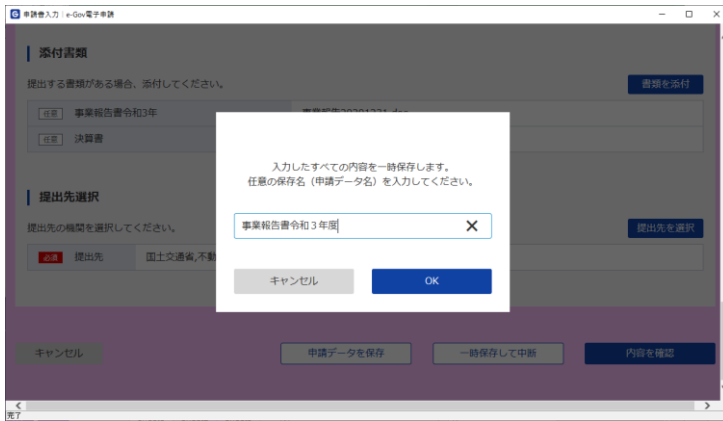 申請書入力｜e-Gov電子申請
添付書類
提出する書類がある場合、添付してください。
書類を添付
任意 事業報告書令和3年
任意 決算書
入力したすべての内容を一時保存します。
任意の保存名（申請データ名）を入力してください。
事業報告書令和３年度
キャンセル
OK
提出先選択
提出先の機関を選択してください。
提出先を選択
必須 提出先 国土交通省,不動
キャンセル
申請データを保存
一時保存して中断
内容を確認
完了